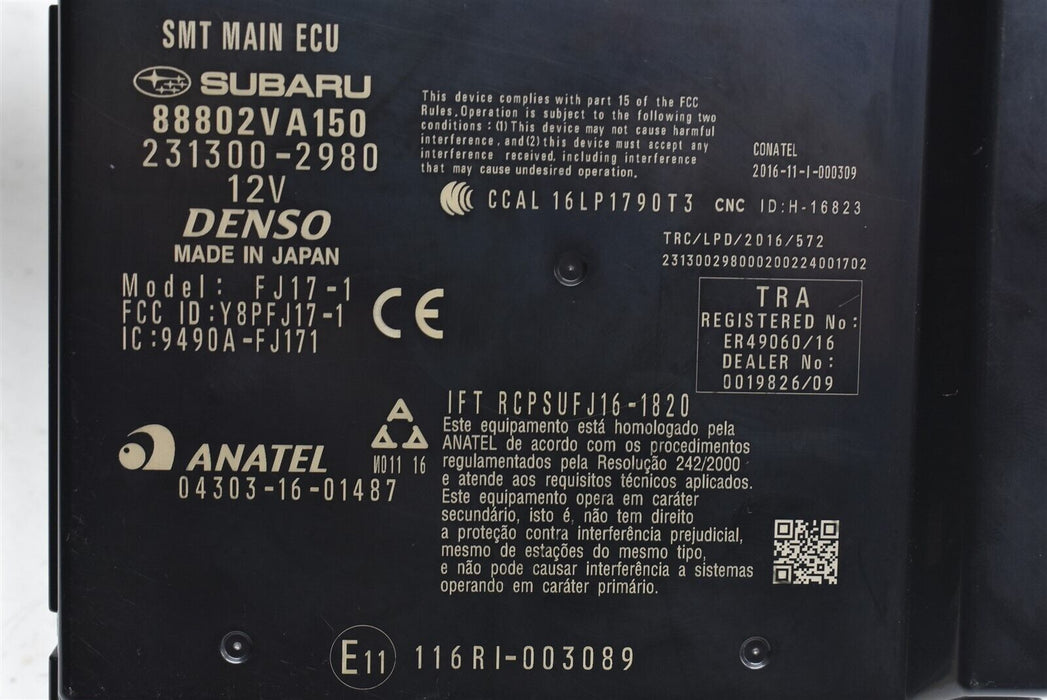 SMT MAIN ECU
SUBARU
88802VA150
231300-2980
12V
DENSO
MADE IN JAPAN
Model: FJ17-1
FCC ID:Y8PFJ17-1
IC:9490A-FJ171
CE
This device complies with part 15 of the FCC
Rules.Operation is subject to the following two
conditions : (1) This device may not cause harmful
interference, and (2) this device must accept any
interference received, including interference
that may cause undesired operation.
CONATEL
2016-11-I-000309
CCAL 16LP1790T3 CNC ID:H-16823
TRC/LPD/2016/572
231300298000200224001702
TRA
REGISTERED No:
ER49060/16
DEALER No:
0019826/09
IFT RCPSUFJ16-1820
Este equipamento está homologado pela
ANATEL de acordo com os procedimentos
regulamentados pela Resolução 242/2000
e atende aos requisitos técnicos aplicados.
Este equipamento opera em caráter
secundário, isto é, não tem direito
a proteção contra interferência prejudicial,
mesmo de estações do mesmo tipo,
e não pode causar interferência a sistemas
operando em caráter primário.
ANATEL
04303-16-01487
E11 116RI-003089